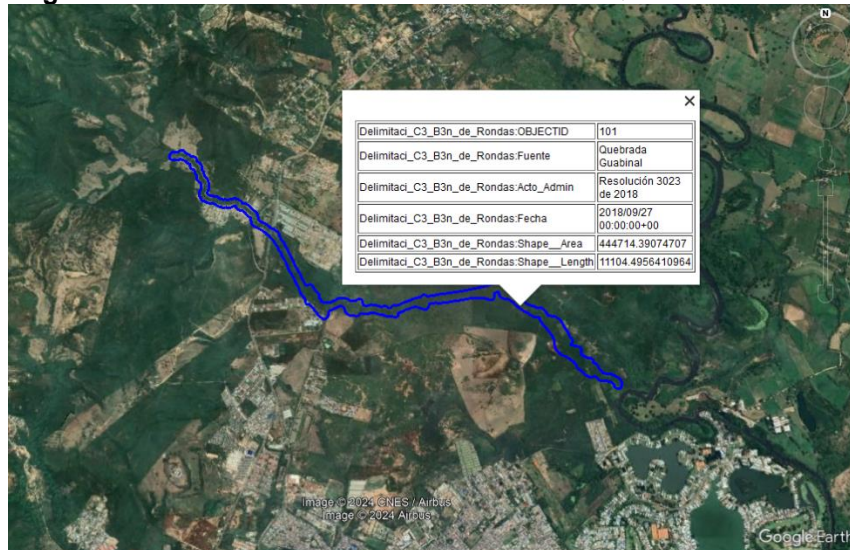 N
×
Delimitaci_C3_B3n_de_Rondas:OBJECTID 101
Delimitaci_C3_B3n_de_Rondas:Fuente Quebrada
Guabinal
Delimitaci_C3_B3n_de_Rondas:Acto_Admin Resolución 3023
de 2018
Delimitaci_C3_B3n_de_Rondas:Fecha 2018/09/27
00:00:00+00
Delimitaci_C3_B3n_de_Rondas:Shape__Area 444714.39074707
Delimitaci_C3_B3n_de_Rondas:Shape__Length 11104.4956410964
Image © 2024 CNES / Airbus
Image © 2024 Airbus
Google Earth